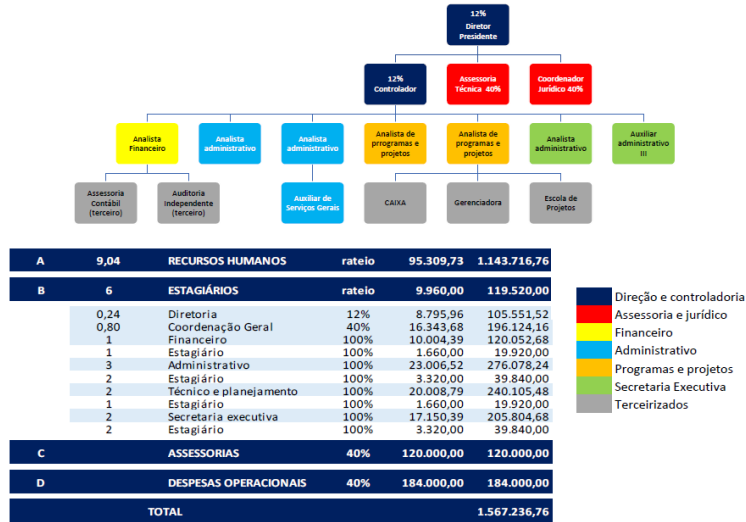 12%
Diretor
Presidente
12%
Controlador
Assessoria
Técnica 40%
Coordenador
Jurídico 40%
Analista
Financeiro
Analista
administrativo
Analista
administrativo
Analista de
prrogramas e
projetos
Analista de
programas e
projetos
Analista
administrativo
Auxiliar
administrativo
III
Assessoria
Contábil
(terceiro)
Auditoria
Independente
(terceiro)
Auxiliar de
Serviços Gerais
CAIXA
Gerenciadora
Escola de
Projetos
A 9,04 RECURSOS HUMANOS rateio 95.309,73 1.143.716,76
B 6 ESTAGIÁRIOS rateio 9.960,00 119.520,00
0,24 Diretoria 12% 8.795,96 105.551,52
0,80 Coordenação Geral 40% 16.343,68 196.124,16
1 Financeiro 100% 10.004,39 120.052,68
1 Estagiário 100% 1.660,00 19.920,00
3 Administrativo 100% 23.006,52 276.078,24
2 Estagiário 100% 3.320,00 39.840,00
2 Técnico e planejamento 100% 20.008,79 240.105,48
1 Estagiário 100% 1.660,00 19.920,00
2 Secretaria executiva 100% 17.150,39 205.804,68
2 Estagiário 100% 3.320,00 39.840,00
C ASSESSORIAS 40% 120.000,00 120.000,00
D DESPESAS OPERACIONAIS 40% 184.000,00 184.000,00
TOTAL 1.567.236,76
Direção e controladoria
Assessoria e jurídico
Financeiro
Administrativo
Programas e projetos
Secretaria Executiva
Terceirizados